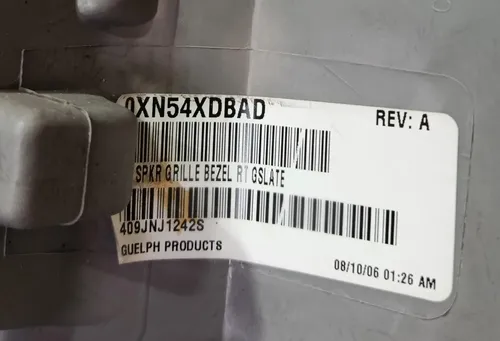 0XN54XDBAD
REV: A
SPKR GRILLE BEZEL RT GSLATE
409JNJ1242S
GUELPH PRODUCTS
08/10/06 01:26 AM